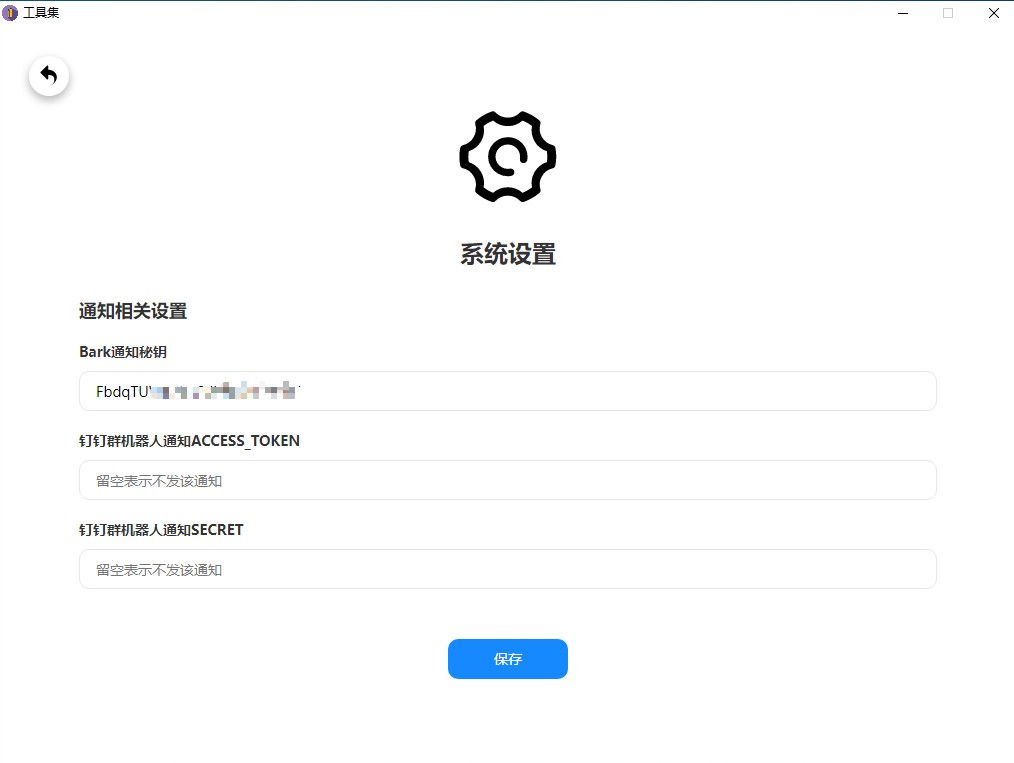 工具集
系统设置
通知相关设置
Bark通知秘钥
FbdqTU
钉钉群机器人通知ACCESS_TOKEN
留空表示不发该通知
钉钉群机器人通知SECRET
留空表示不发该通知
保存